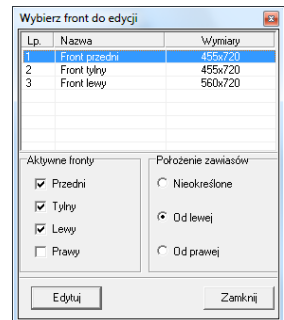 Wybierz front do edycji
Lp. Nazwa Wymiary
1 Front przedni 455x720
2 Front tylny 455x720
3 Front lewy 560x720
Aktywne fronty Położenie zawiasów
Przedni Nieokreślone
Tylny
Lewy Od lewej
Prawy Od prawej
Edytuj Zamknij